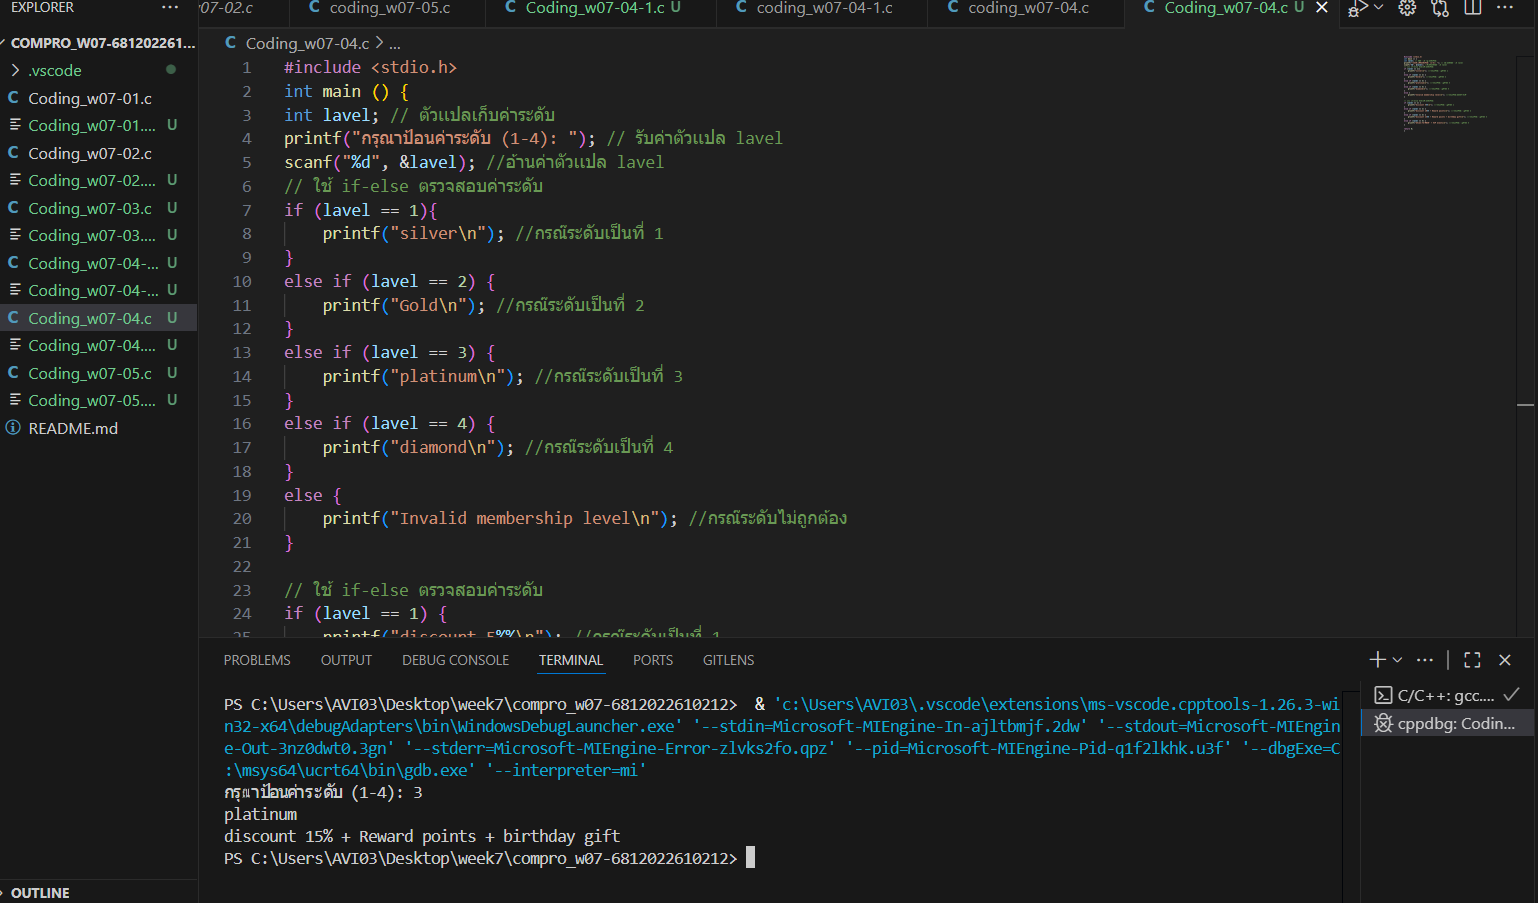 EXPLORER ...
07-02.c coding_w07-05.c Coding_w07-04-1.c U coding_w07-04-1.c coding_w07-04.c Coding_w07-04.c U
COMPRO_W07-681202261...
.vscode
Coding_w07-01.c
Coding_w07-01.... U
Coding_w07-02.c
Coding_w07-02.... U
Coding_w07-03.c U
Coding_w07-03.... U
Coding_w07-04-... U
Coding_w07-04-... U
Coding_w07-04.c U
Coding_w07-04.... U
Coding_w07-05.c U
Coding_w07-05.... U
README.md
OUTLINE
Coding_w07-04.c > ...
1 #include <stdio.h>
2 int main () {
3 int lavel; // ตัวแปลเก็บค่าระดับ
4 printf("กรุณาป้อนค่าระดับ (1-4): "); // รับค่าตัวแปล lavel
5 scanf("%d", &lavel); //อ้านค่าตัวแปล lavel
6 // ใช้ if-else ตรวจสอบค่าระดับ
7 if (lavel == 1){
8 printf("silver\n"); //กรณ๊ระดับเป็นที่ 1
9 }
10 else if (lavel == 2) {
11 printf("Gold\n"); //กรณ๊ระดับเป็นที่ 2
12 }
13 else if (lavel == 3) {
14 printf("platinum\n"); //กรณ๊ระดับเป็นที่ 3
15 }
16 else if (lavel == 4) {
17 printf("diamond\n"); //กรณ๊ระดับเป็นที่ 4
18 }
19 else {
20 printf("Invalid membership level\n"); //กรณ๊ระดับไม่ถูกต้อง
21 }
22
23 // ใช้ if-else ตรวจสอบค่าระดับ
24 if (lavel == 1) {
25 printf("discount 5%%\n"); //กรณ๊ระดับเป็นที่ 1
PROBLEMS OUTPUT DEBUG CONSOLE TERMINAL PORTS GITLENS
PS C:\Users\AVI03\Desktop\week7\compro_w07-6812022610212> & 'c:\Users\AVI03\.vscode\extensions\ms-vscode.cpptools-1.26.3-wi
n32-x64\debugAdapters\bin\WindowsDebugLauncher.exe' '--stdin=Microsoft-MIEngine-In-ajltbmjf.2dw' '--stdout=Microsoft-MIEngin
e-Out-3nz0dwt0.3gn' '--stderr=Microsoft-MIEngine-Error-zlvks2fo.qpz' '--pid=Microsoft-MIEngine-Pid-q1f2lkhk.u3f' '--dbgExe=C
:\msys64\ucrt64\bin\gdb.exe' '--interpreter=mi'
กรุณาป้อนค่าระดับ (1-4): 3
platinum
discount 15% + Reward points + birthday gift
PS C:\Users\AVI03\Desktop\week7\compro_w07-6812022610212>
C/C++: gcc....
cppdbg: Codin...